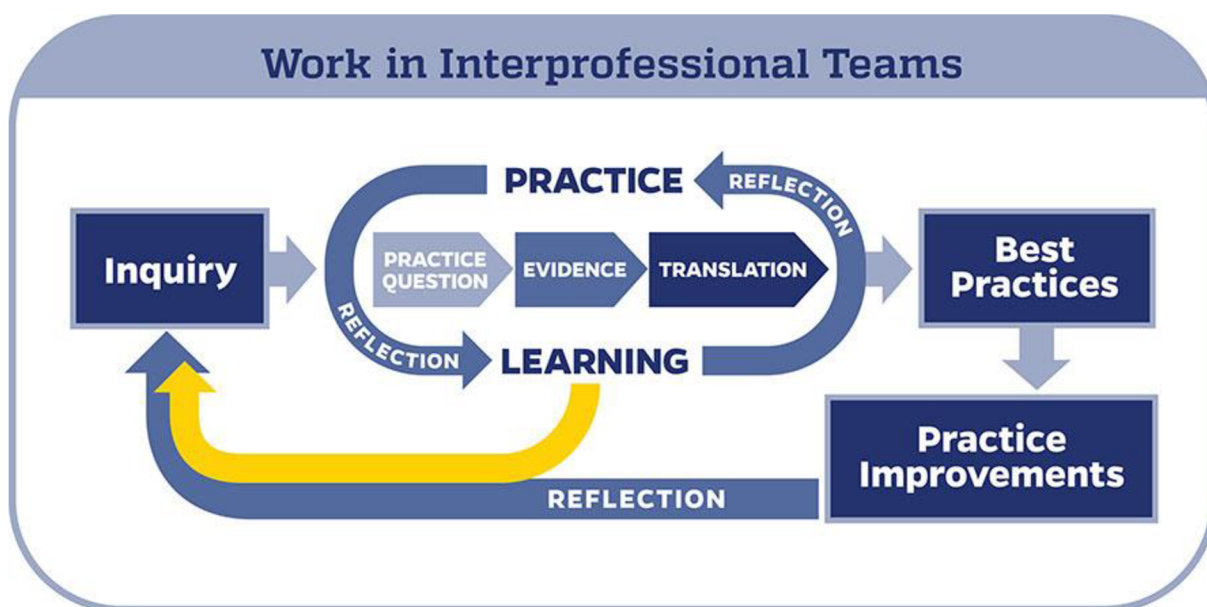 Work in Interprofessional Teams
PRACTICE
REFLECTION
Inquiry
PRACTICE
QUESTION
EVIDENCE
TRANSLATION
Best
Practices
REFLECTION
LEARNING
Practice
Improvements
REFLECTION